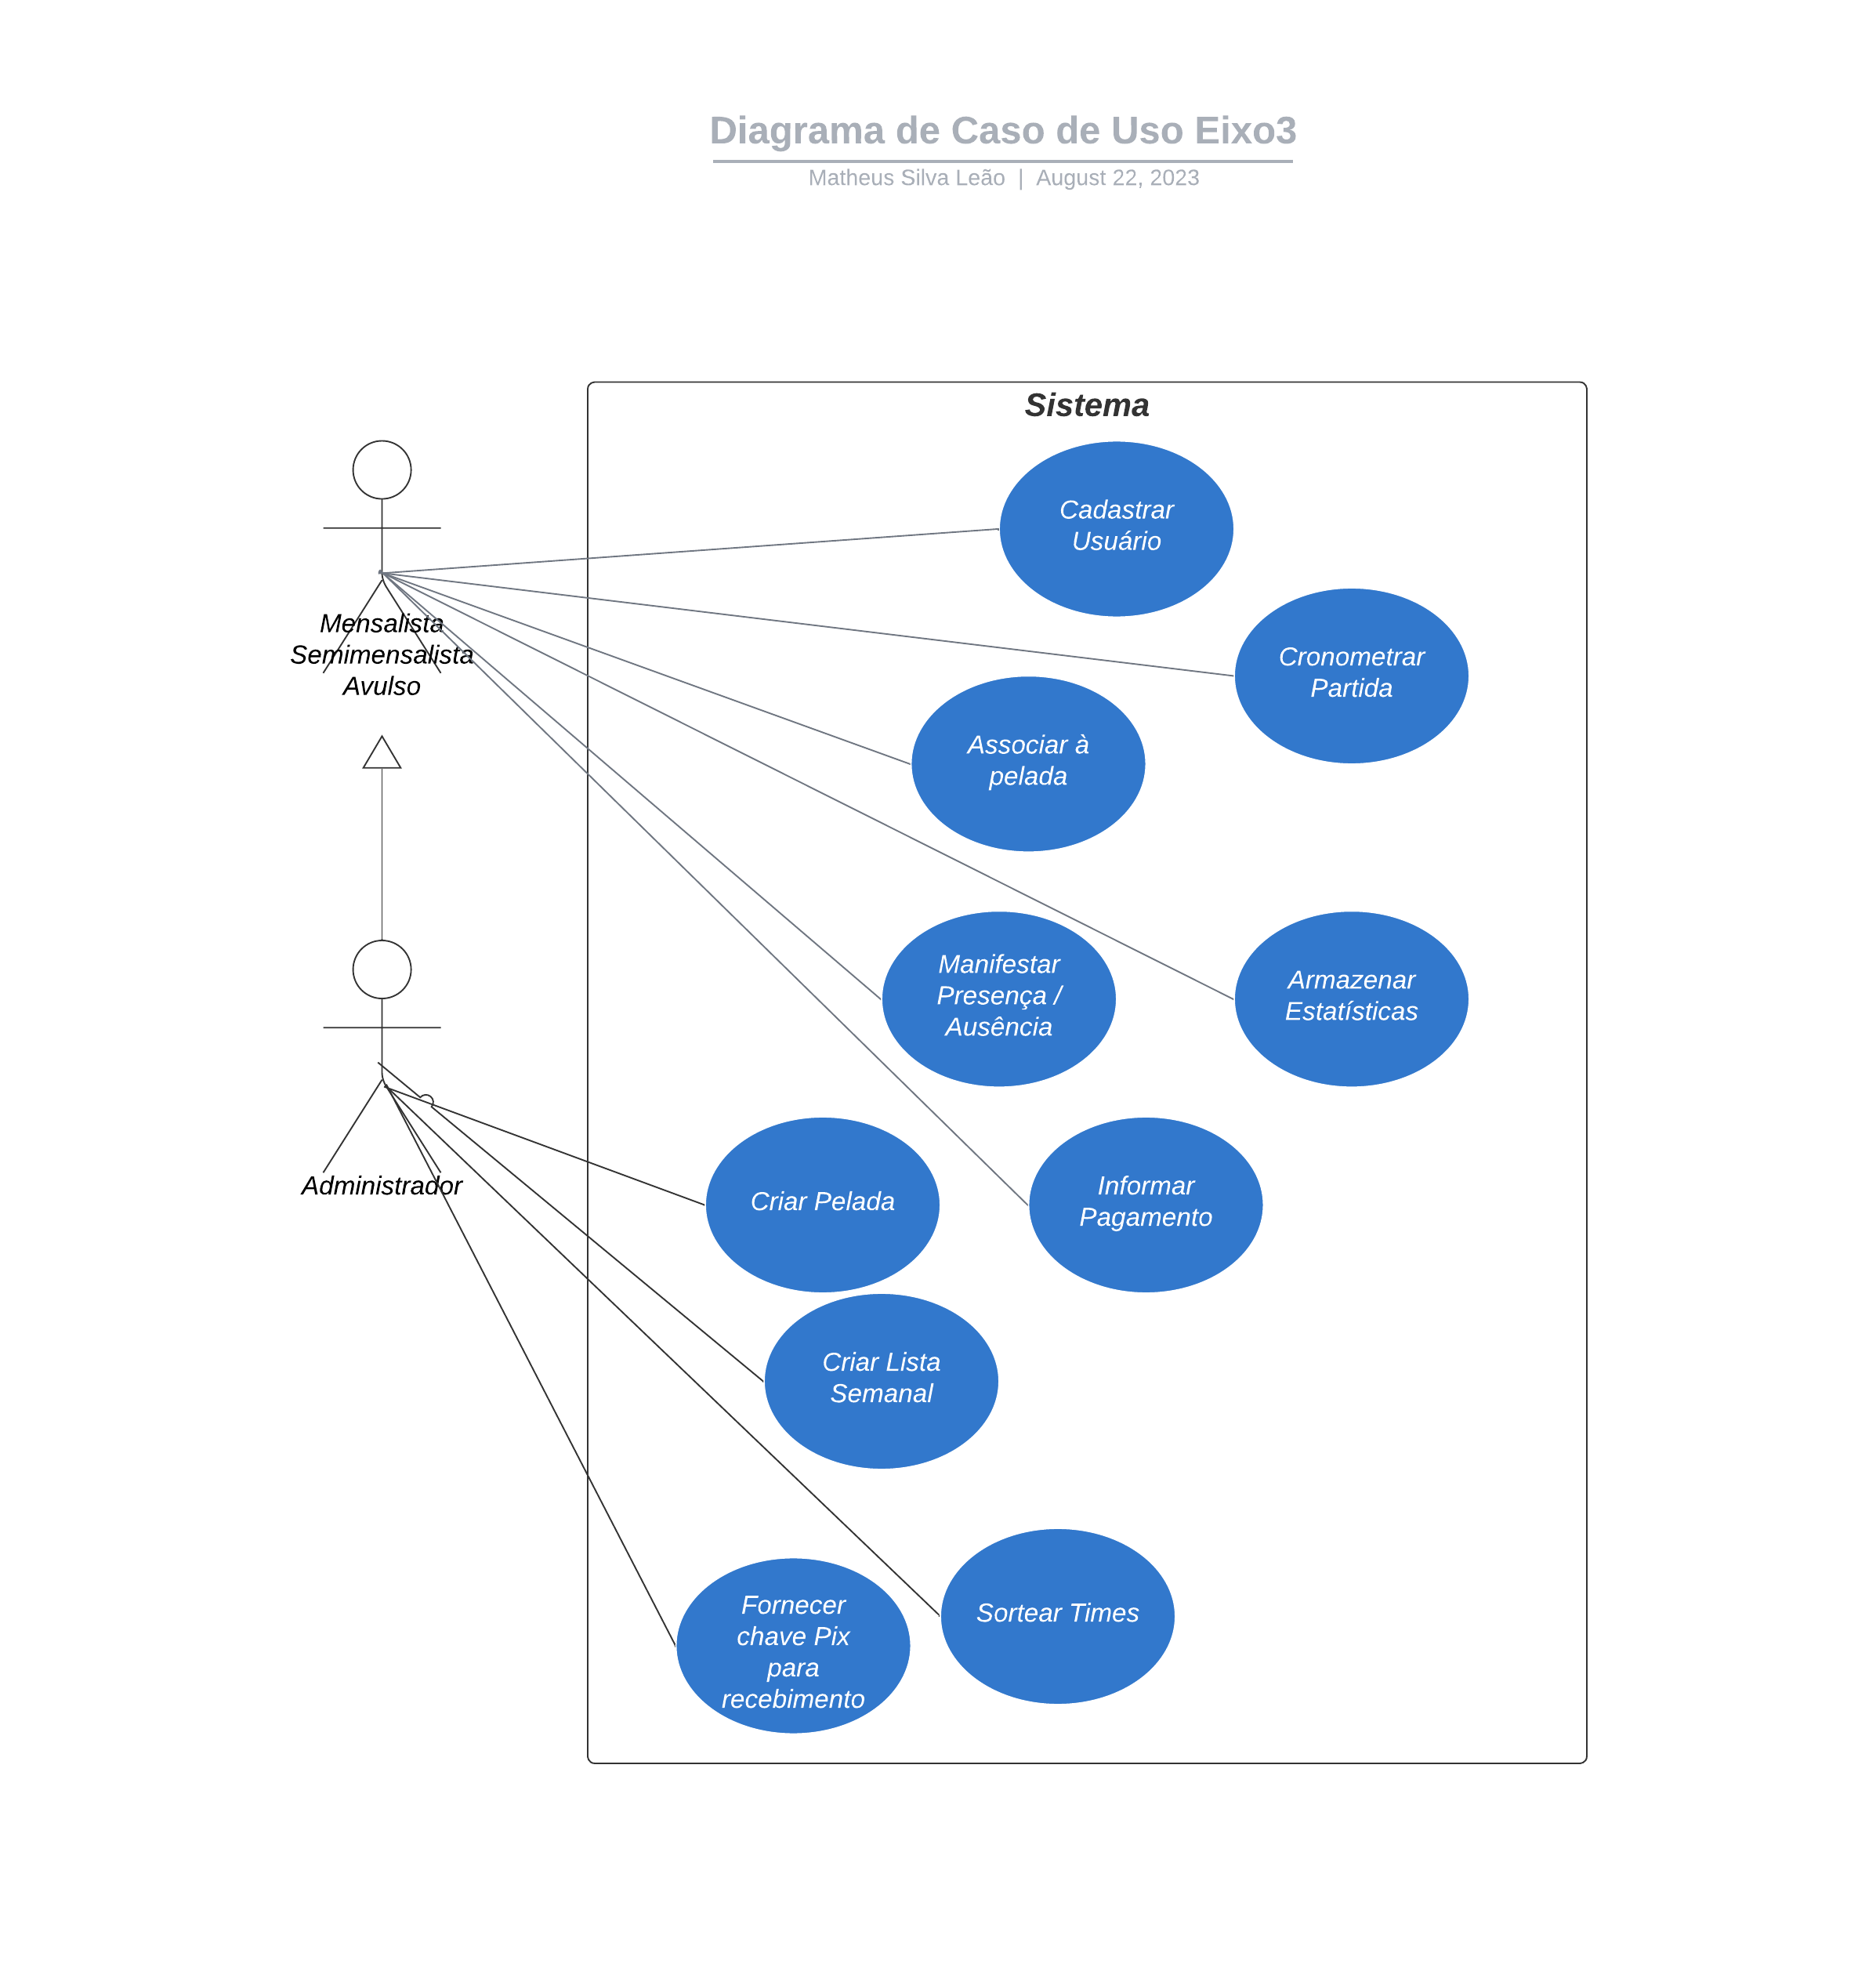 Diagrama de Caso de Uso Eixo3
Matheus Silva Leão | August 22, 2023
Sistema
Cadastrar
Usuário
Mensalista
Semimensalista
Avulso
Cronometrar
Partida
Associar à
pelada
Manifestar
Presença /
Ausência
Armazenar
Estatísticas
Administrador
Criar Pelada
Informar
Pagamento
Criar Lista
Semanal
Fornecer
chave Pix
para
recebimento
Sortear Times